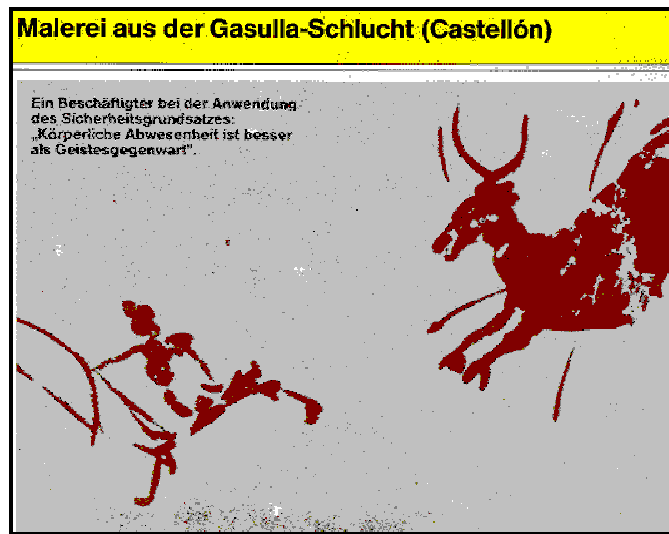 Malerei aus der Gasulla-Schlucht (Castellón)
Ein Beschäftigter bei der Anwendung
des Sicherheitsgrundsatzes:
„Körperliche Abwesenheit ist besser
als Geistesgegenwart".